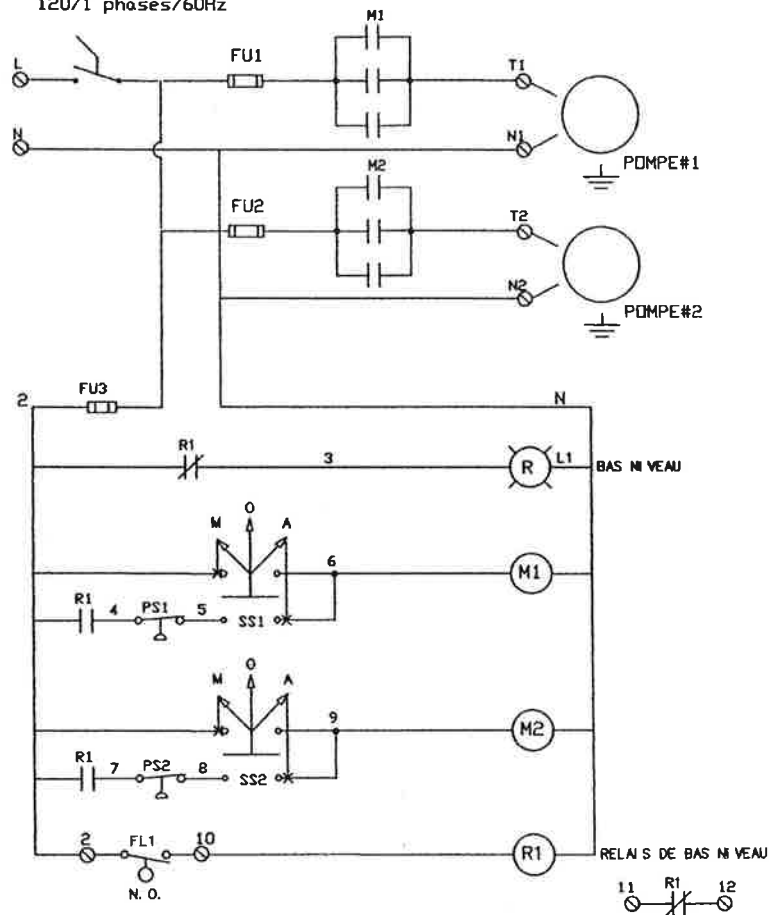 120/1 phases/60Hz
M1
L
FU1
T1
N
N1
POMPE#1
M2
FU2
T2
N2
POMPE#2
2
FU3
N
R1
3
R
L1
BAS NIVEAU
M
O
A
6
M1
R1
4
PS1
5
SS1
M
O
A
9
M2
R1
7
PS2
8
SS2
2
FL1
10
R1
RELAIS DE BAS NIVEAU
N.O.
11
R1
12